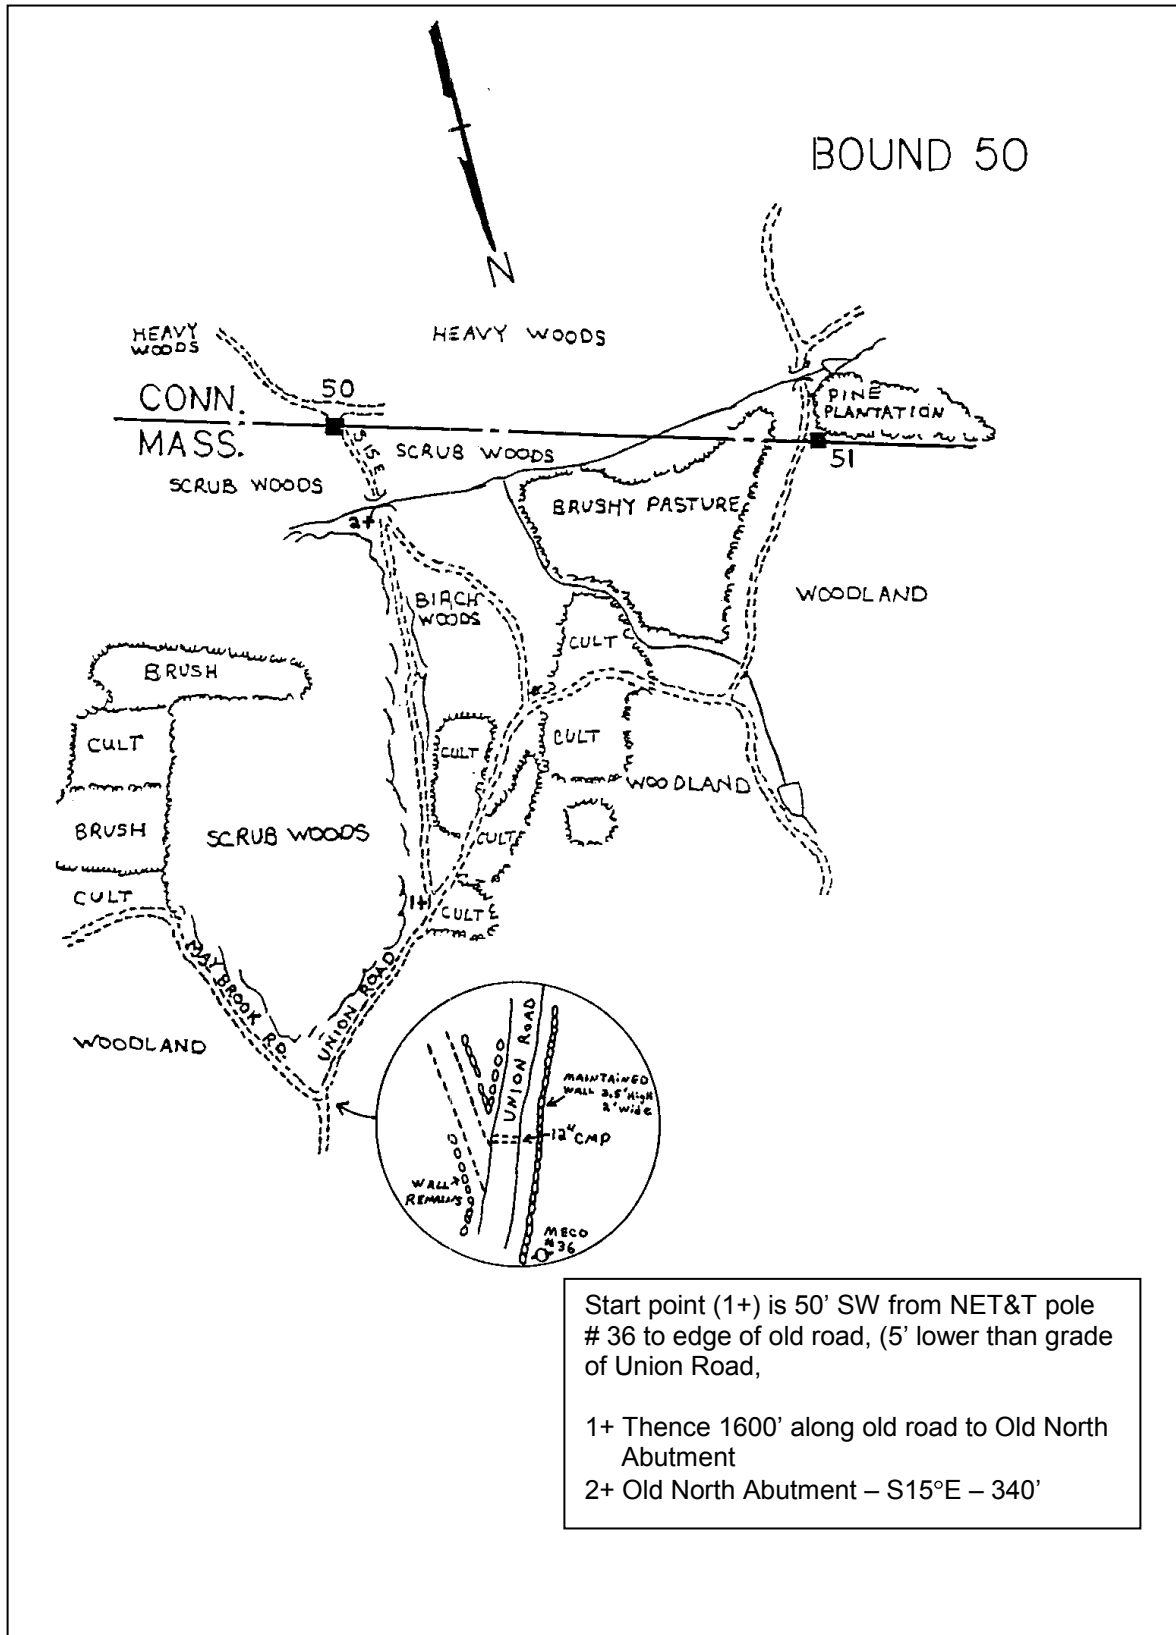 BOUND 50
N
HEAVY
WOODS
HEAVY WOODS
50
CONN.
PINE
PLANTATION
MASS.
S15E
SCRUB WOODS
51
SCRUB WOODS
BRUSHY PASTURE
2+
WOODLAND
BIRCH
WOODS
CULT
BRUSH
CULT
CULT
CULT
WOODLAND
BRUSH
SCRUB WOODS
CULT
CULT
1+
CULT
MAY BROOK RD.
UNION ROAD
WOODLAND
UNION ROAD
MAINTAINED
WALL 3.5' High
2' Wide
12" CMP
WALL
REMAINS
MECO
# 36
Start point (1+) is 50’ SW from NET&T pole
# 36 to edge of old road, (5’ lower than grade
of Union Road,
1+ Thence 1600’ along old road to Old North
Abutment
2+ Old North Abutment – S15°E – 340’